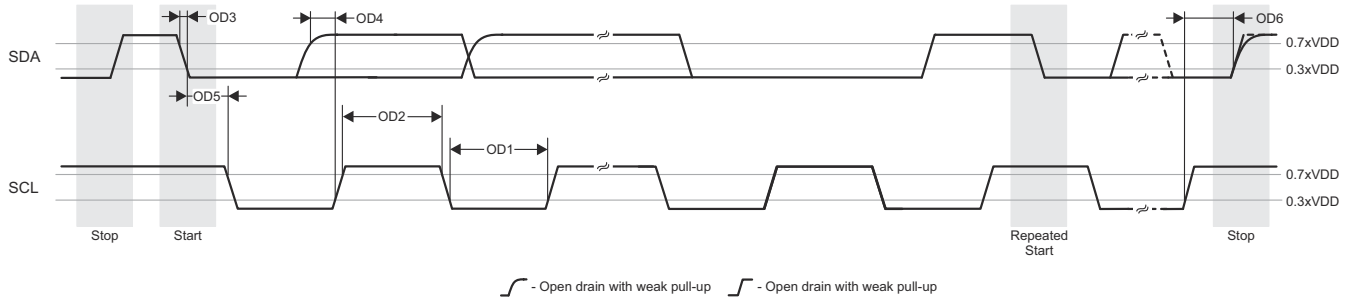 OD3
OD4
OD6
SDA
0.7xVDD
0.3xVDD
OD5
OD2
OD1
SCL
0.7xVDD
0.3xVDD
Stop
Start
Repeated
Start
Stop
- Open drain with weak pull-up
- Open drain with weak pull-up